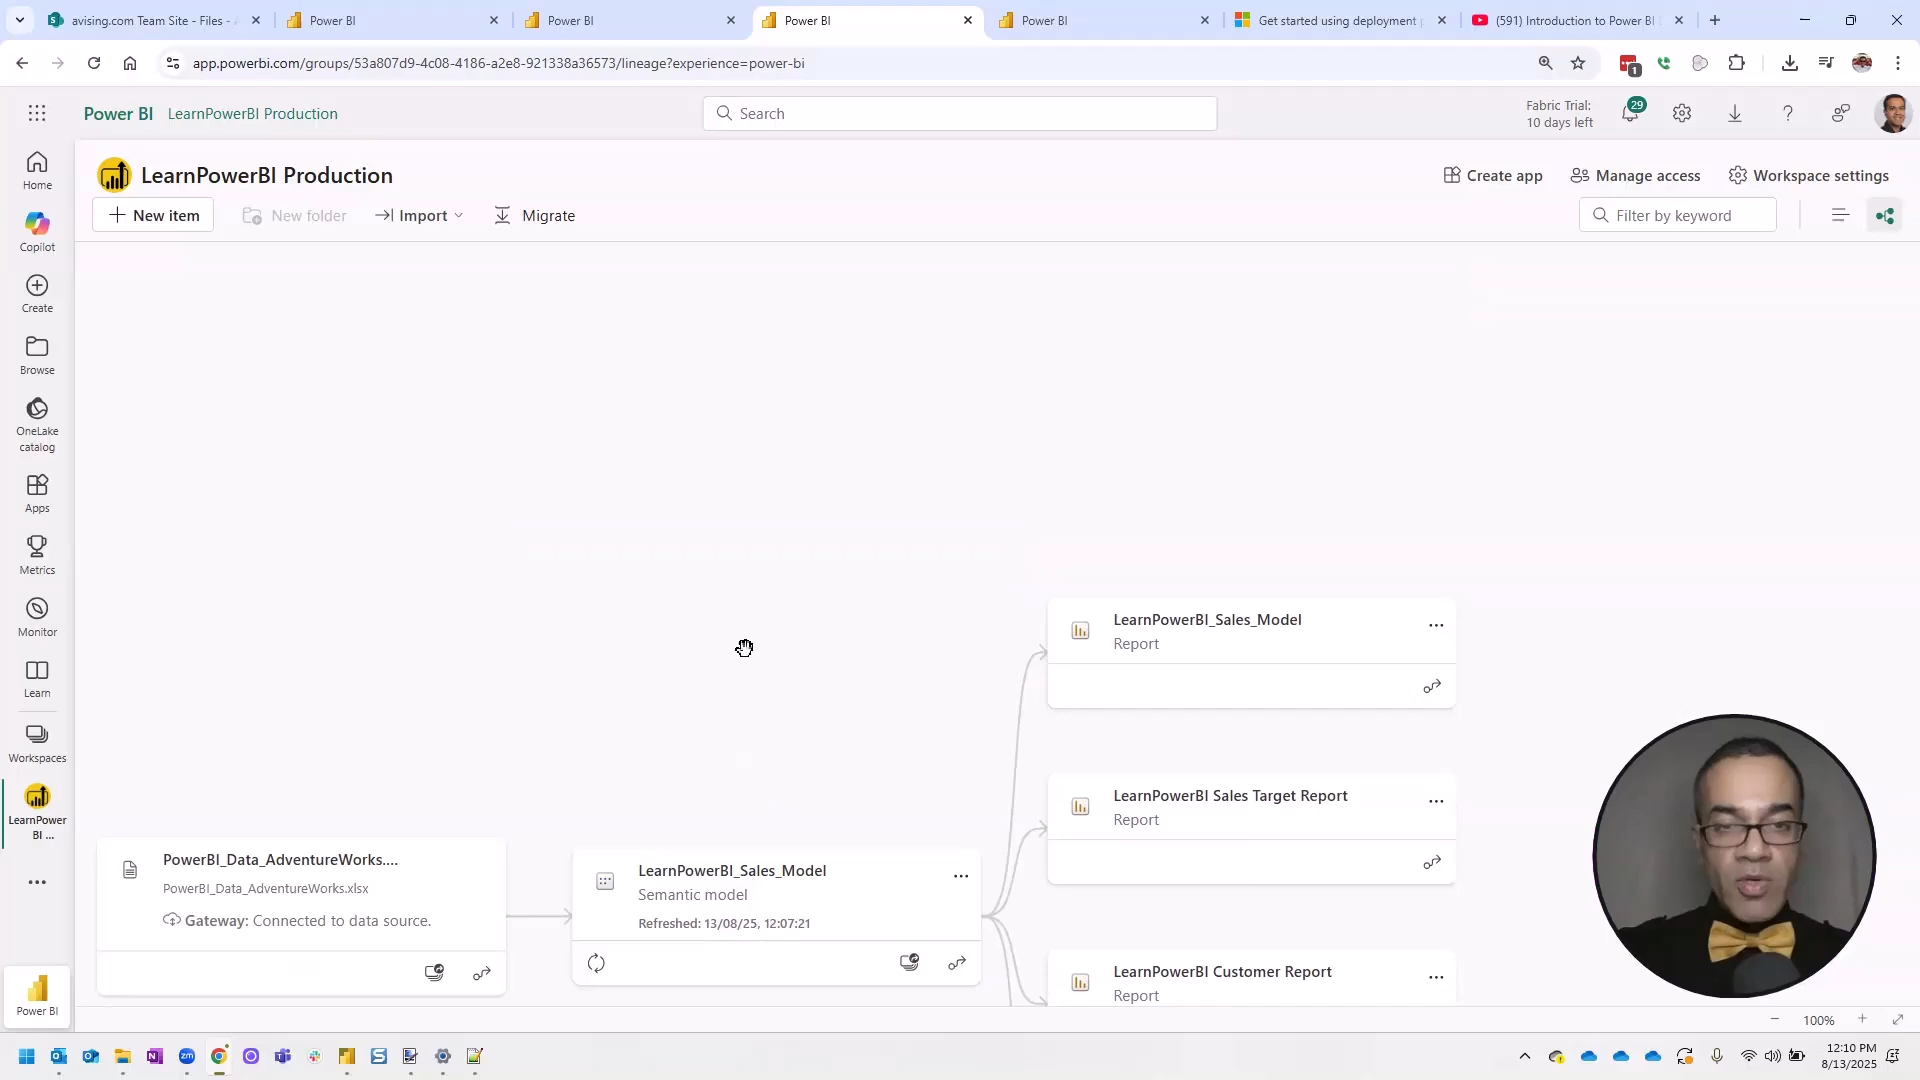 avising.com Team Site - Files -
Power BI
Power BI
Power BI
Power BI
Get started using deployment
(591) Introduction to Power BI
app.powerbi.com/groups/53a807d9-4c08-4186-a2e8-921338a36573/lineage?experience=power-bi
1
Power BI LearnPowerBI Production
Search
Fabric Trial:
10 days left
29
Home
Copilot
Create
Browse
OneLake
catalog
Apps
Metrics
Monitor
Learn
Workspaces
LearnPower
BI ...
Power BI
LearnPowerBI Production
Create app
Manage access
Workspace settings
New item
New folder
Import
Migrate
Filter by keyword
LearnPowerBI_Sales_Model
Report
LearnPowerBI Sales Target Report
Report
PowerBI_Data_AdventureWorks....
PowerBI_Data_AdventureWorks.xlsx
Gateway: Connected to data source.
LearnPowerBI_Sales_Model
Semantic model
Refreshed: 13/08/25, 12:07:21
LearnPowerBI Customer Report
Report
100%
zm
12:10 PM
8/13/2025